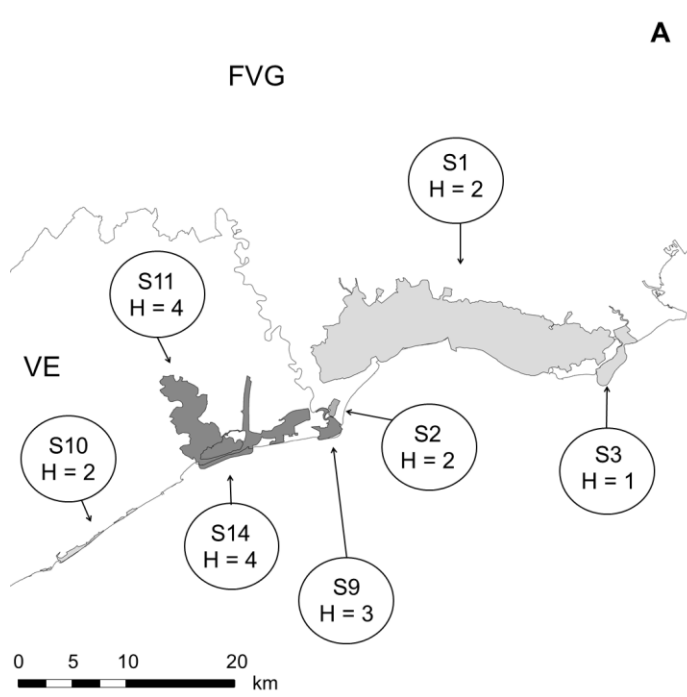 A
FVG
S1
H = 2
S11
H = 4
VE
S10
H = 2
S2
H = 2
S3
H = 1
S14
H = 4
S9
H = 3
0 5 10 20
km